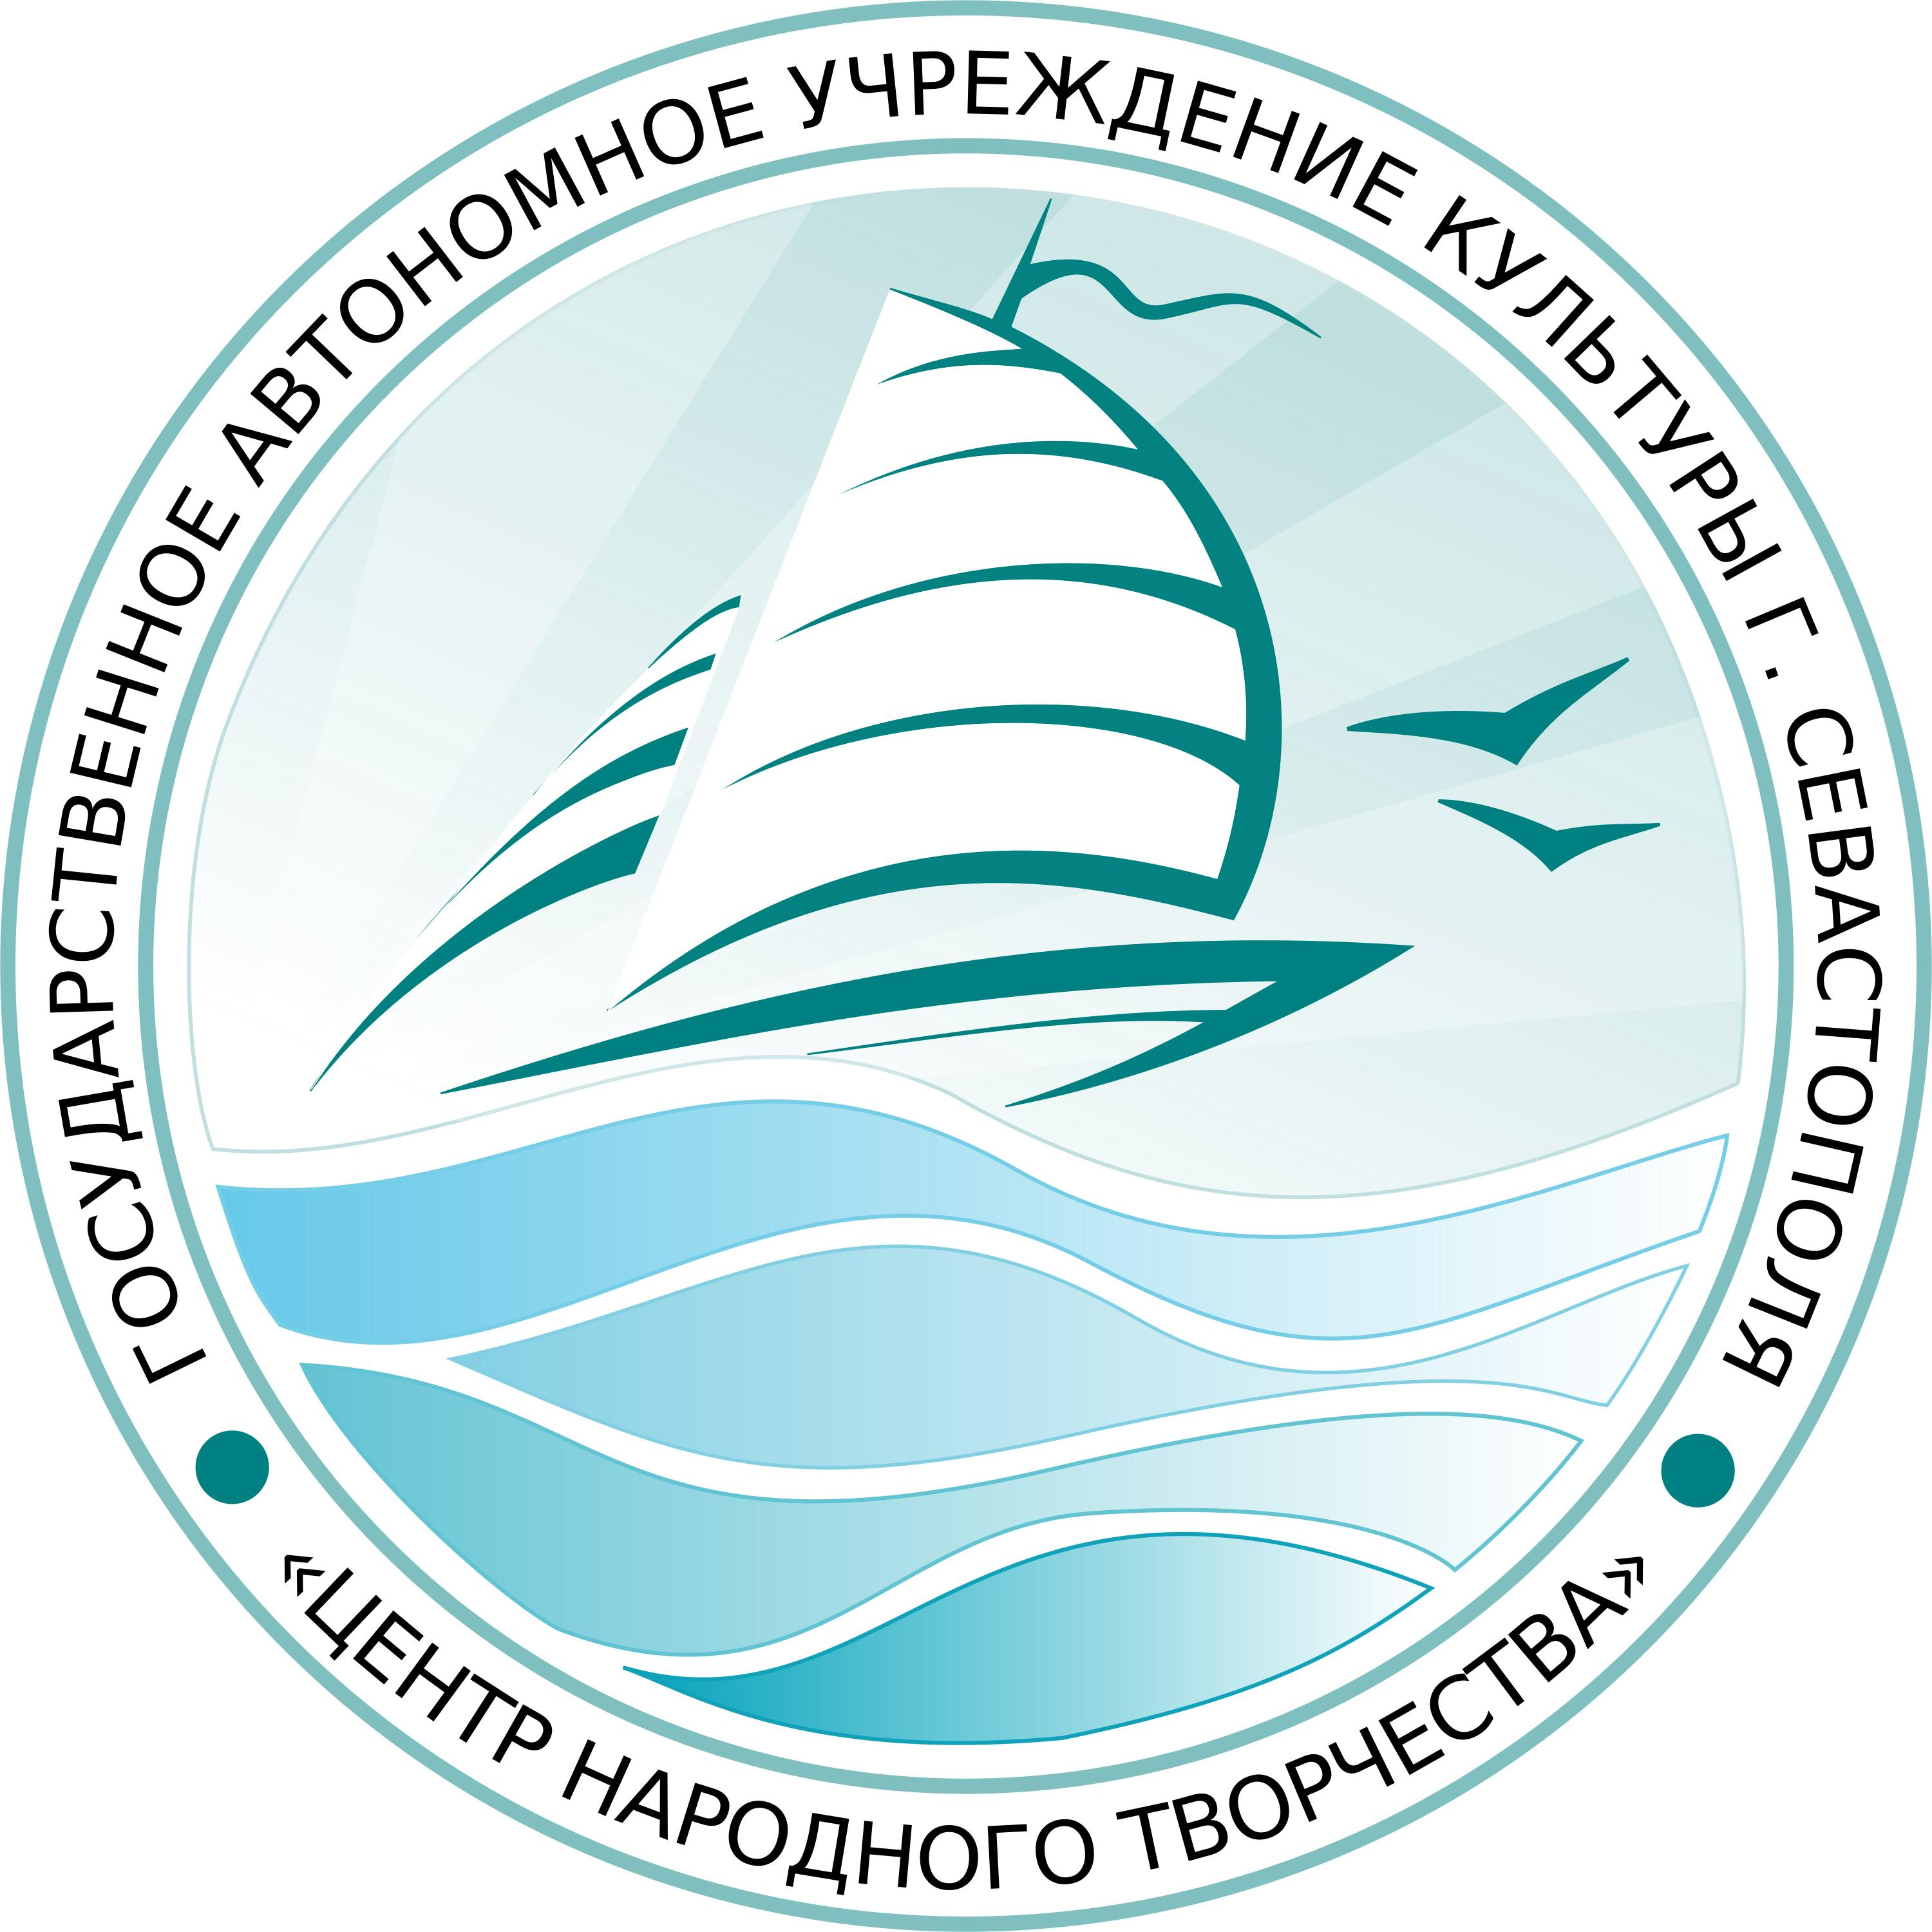 ГОСУДАРСТВЕННОЕ АВТОНОМНОЕ УЧРЕЖДЕНИЕ КУЛЬТУРЫ Г. СЕВАСТОПОЛЯ
«ЦЕНТР НАРОДНОГО ТВОРЧЕСТВА»